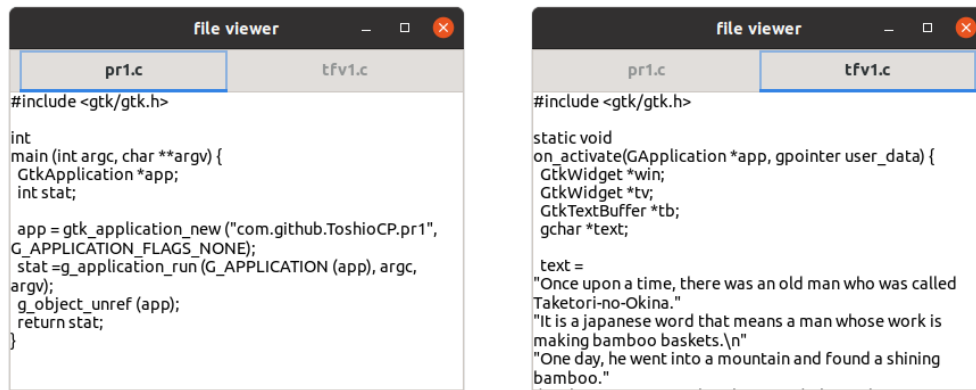 file viewer
pr1.c
tfv1.c
#include <gtk/gtk.h>
int
main (int argc, char **argv) {
GtkApplication *app;
int stat;
app = gtk_application_new ("com.github.ToshioCP.pr1",
G_APPLICATION_FLAGS_NONE);
stat =g_application_run (G_APPLICATION (app), argc,
argv);
g_object_unref (app);
return stat;
}
file viewer
pr1.c
tfv1.c
#include <gtk/gtk.h>
static void
on_activate(GApplication *app, gpointer user_data) {
GtkWidget *win;
GtkWidget *tv;
GtkTextBuffer *tb;
gchar *text;
text =
"Once upon a time, there was an old man who was called
Taketori-no-Okina."
"It is a japanese word that means a man whose work is
making bamboo baskets.\n"
"One day, he went into a mountain and found a shining
bamboo."